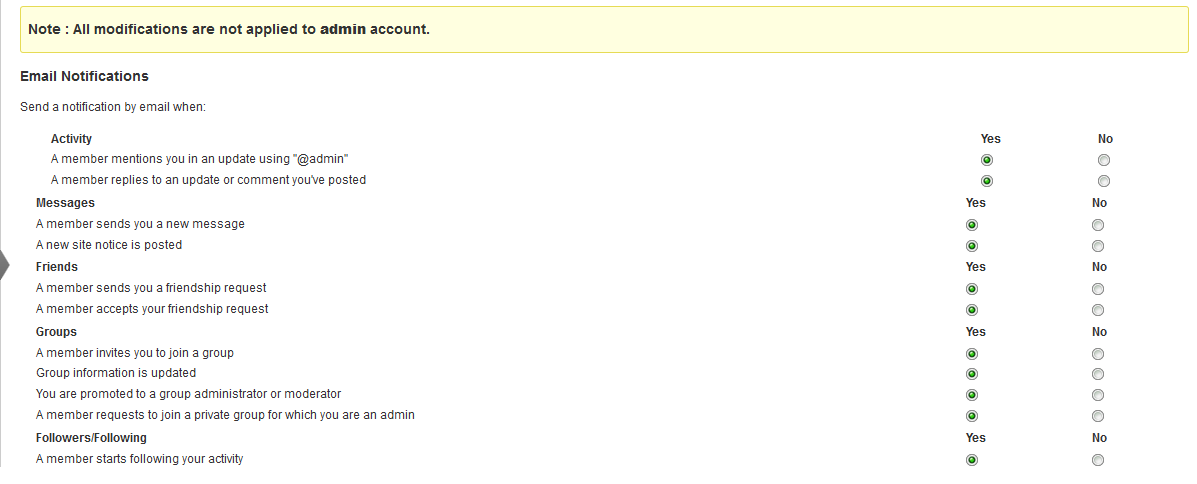 Note : All modifications are not applied to admin account.
Email Notifications
Send a notification by email when:
Activity Yes No
A member mentions you in an update using "@admin"
A member replies to an update or comment you've posted
Messages Yes No
A member sends you a new message
A new site notice is posted
Friends Yes No
A member sends you a friendship request
A member accepts your friendship request
Groups Yes No
A member invites you to join a group
Group information is updated
You are promoted to a group administrator or moderator
A member requests to join a private group for which you are an admin
Followers/Following Yes No
A member starts following your activity